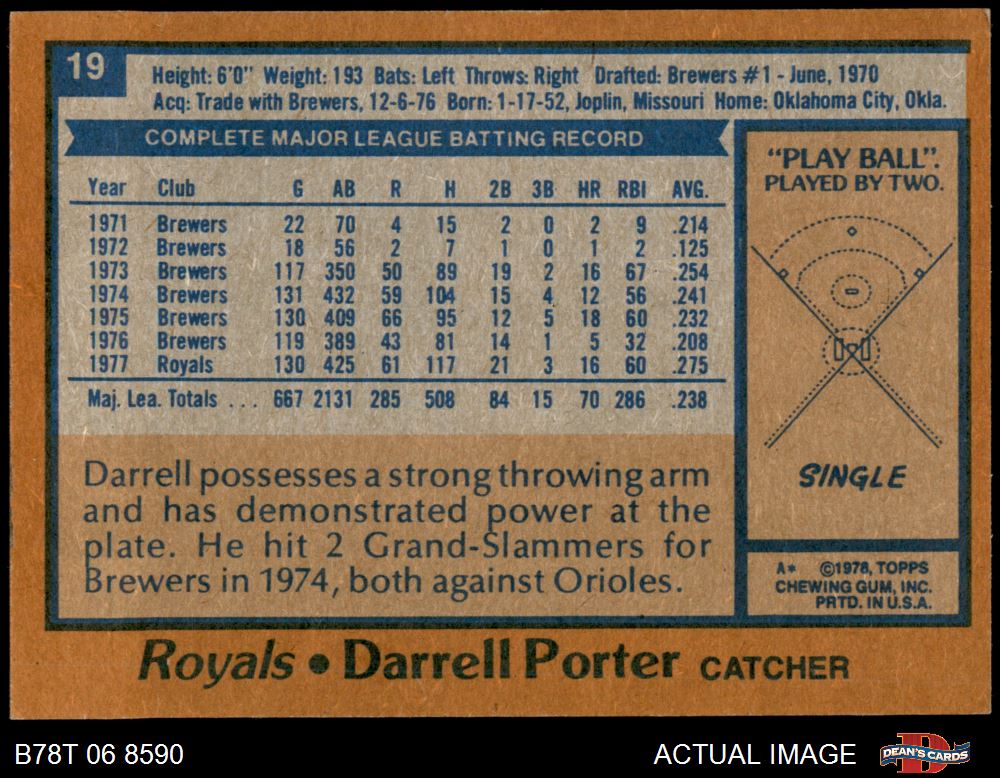 19
Height: 6'0" Weight: 193 Bats: Left Throws: Right Drafted: Brewers #1 - June, 1970
Acq: Trade with Brewers, 12-6-76 Born: 1-17-52, Joplin, Missouri Home: Oklahoma City, Okla.
COMPLETE MAJOR LEAGUE BATTING RECORD
Year Club G AB R H 2B 3B HR RBI AVG.
1971 Brewers 22 70 4 15 2 0 2 9 .214
1972 Brewers 18 56 2 7 1 0 1 2 .125
1973 Brewers 117 350 50 89 19 2 16 67 .254
1974 Brewers 131 432 59 104 15 4 12 56 .241
1975 Brewers 130 409 66 95 12 5 18 60 .232
1976 Brewers 119 389 43 81 14 1 5 32 .208
1977 Royals 130 425 61 117 21 3 16 60 .275
Maj. Lea. Totals ... 667 2131 285 508 84 15 70 286 .238
Darrell possesses a strong throwing arm
and has demonstrated power at the
plate. He hit 2 Grand-Slammers for
Brewers in 1974, both against Orioles.
"PLAY BALL".
PLAYED BY TWO.
SINGLE
A* ©1978, TOPPS
CHEWING GUM, INC.
PRTD. IN U.S.A.
Royals • Darrell Porter CATCHER
B78T 06 8590
ACTUAL IMAGE
D
DEAN'S CARDS